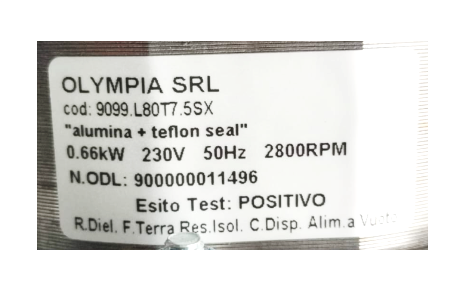 OLYMPIA SRL
cod: 9099.L80T7.5SX
"alumina + teflon seal"
0.66kW 230V 50Hz 2800RPM
N.ODL: 900000011496
Esito Test: POSITIVO
R.Diel. F.Terra Res.Isol. C.Disp. Alim.a Vuoto